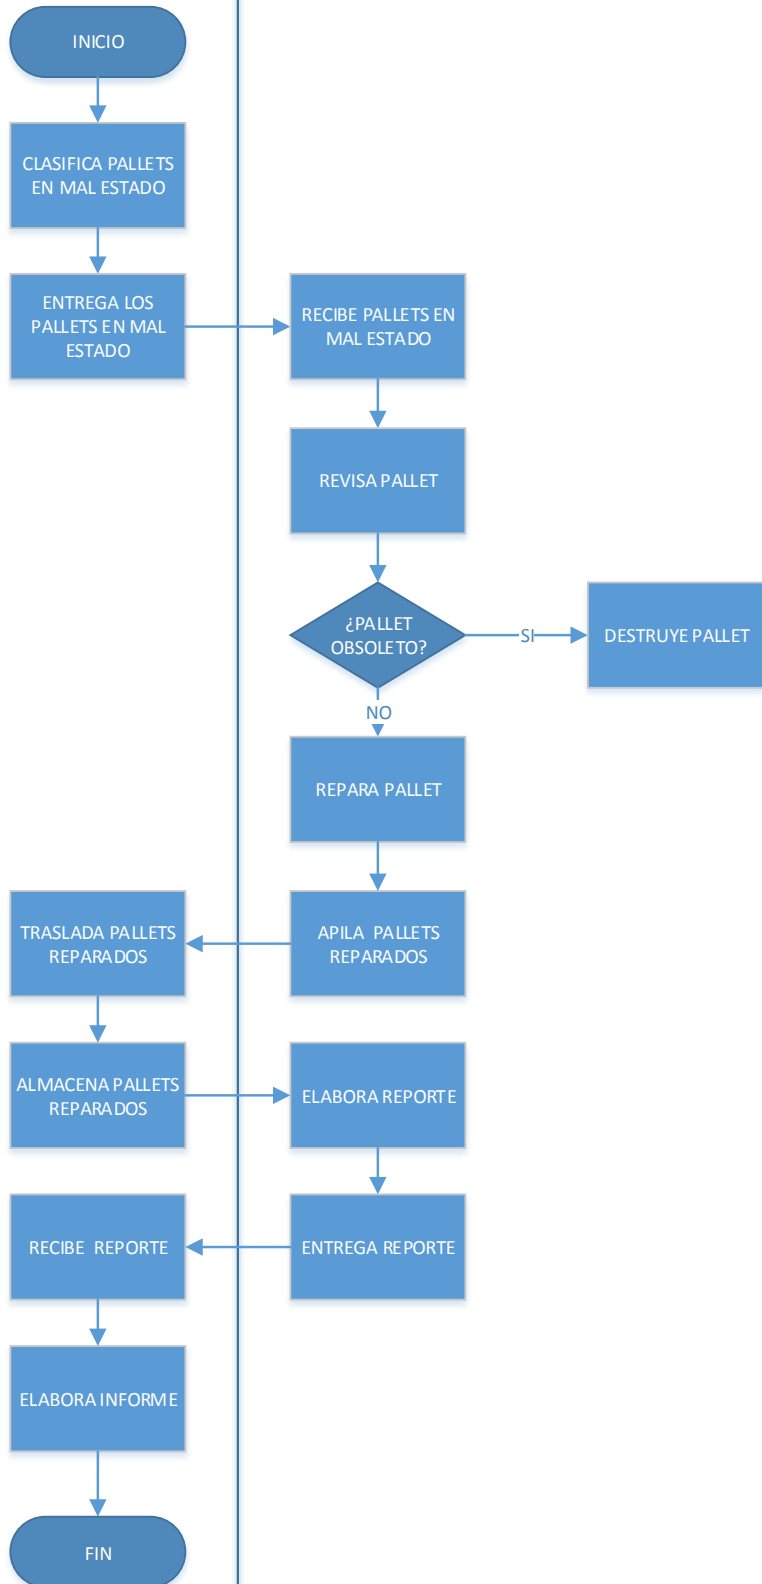 INICIO
CLASIFICA PALLETS
EN MAL ESTADO
ENTREGA LOS
PALLETS EN MAL
ESTADO
RECIBE PALLETS EN
MAL ESTADO
REVISA PALLET
¿PALLET
OBSOLETO?
SI
DESTRUYE PALLET
NO
REPARA PALLET
APILA PALLETS
REPARADOS
TRASLADA PALLETS
REPARADOS
ALMACENA PALLETS
REPARADOS
ELABORA REPORTE
ENTREGA REPORTE
RECIBE REPORTE
ELABORA INFORME
FIN